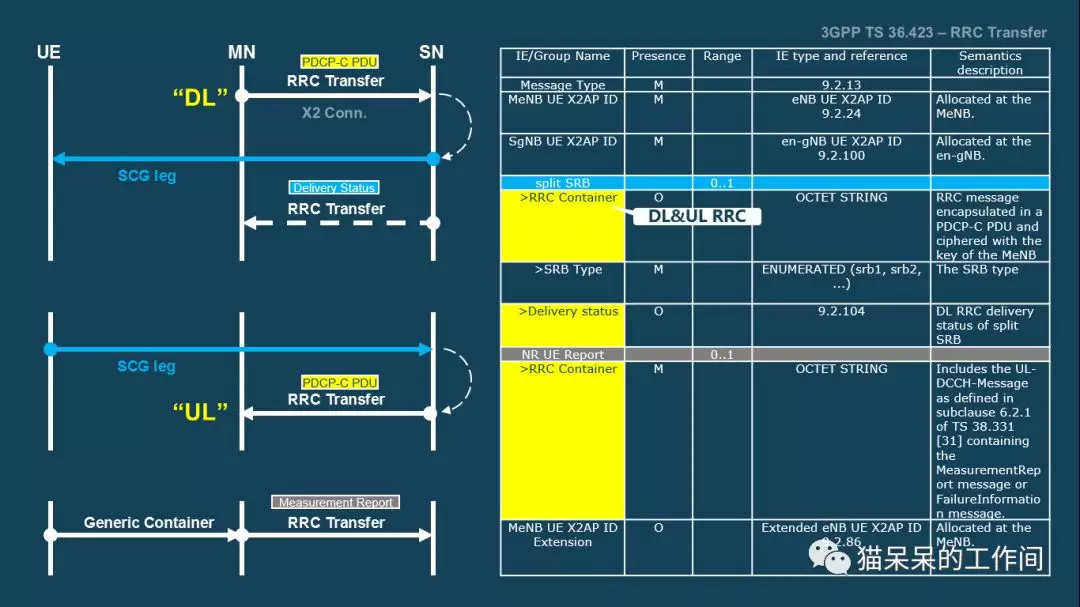 3GPP TS 36.423 – RRC Transfer
UE
MN
SN
PDCP-C PDU
RRC Transfer
“DL”
X2 Conn.
SCG leg
Delivery Status
RRC Transfer
SCG leg
PDCP-C PDU
RRC Transfer
“UL”
Measurement Report
Generic Container
RRC Transfer
IE/Group Name Presence Range IE type and reference Semantics
description
Message Type M 9.2.13
MeNB UE X2AP ID M eNB UE X2AP ID Allocated at the
9.2.24 MeNB.
SgNB UE X2AP ID M en-gNB UE X2AP ID Allocated at the
9.2.100 en-gNB.
split SRB 0..1
>RRC Container O OCTET STRING RRC message
DL&UL RRC encapsulated in a
PDCP-C PDU and
ciphered with the
key of the MeNB
>SRB Type M ENUMERATED (srb1, srb2, The SRB type
...)
>Delivery status O 9.2.104 DL RRC delivery
status of split
SRB
NR UE Report 0..1
>RRC Container M OCTET STRING Includes the UL-
DCCH-Message
as defined in
subclause 6.2.1
of TS 38.331
[31] containing
the
MeasurementRep
ort message or
FailureInformatio
n message.
MeNB UE X2AP ID O Extended eNB UE X2AP ID Allocated at the
Extension 9.2.86 MeNB.
猫呆呆的工作间